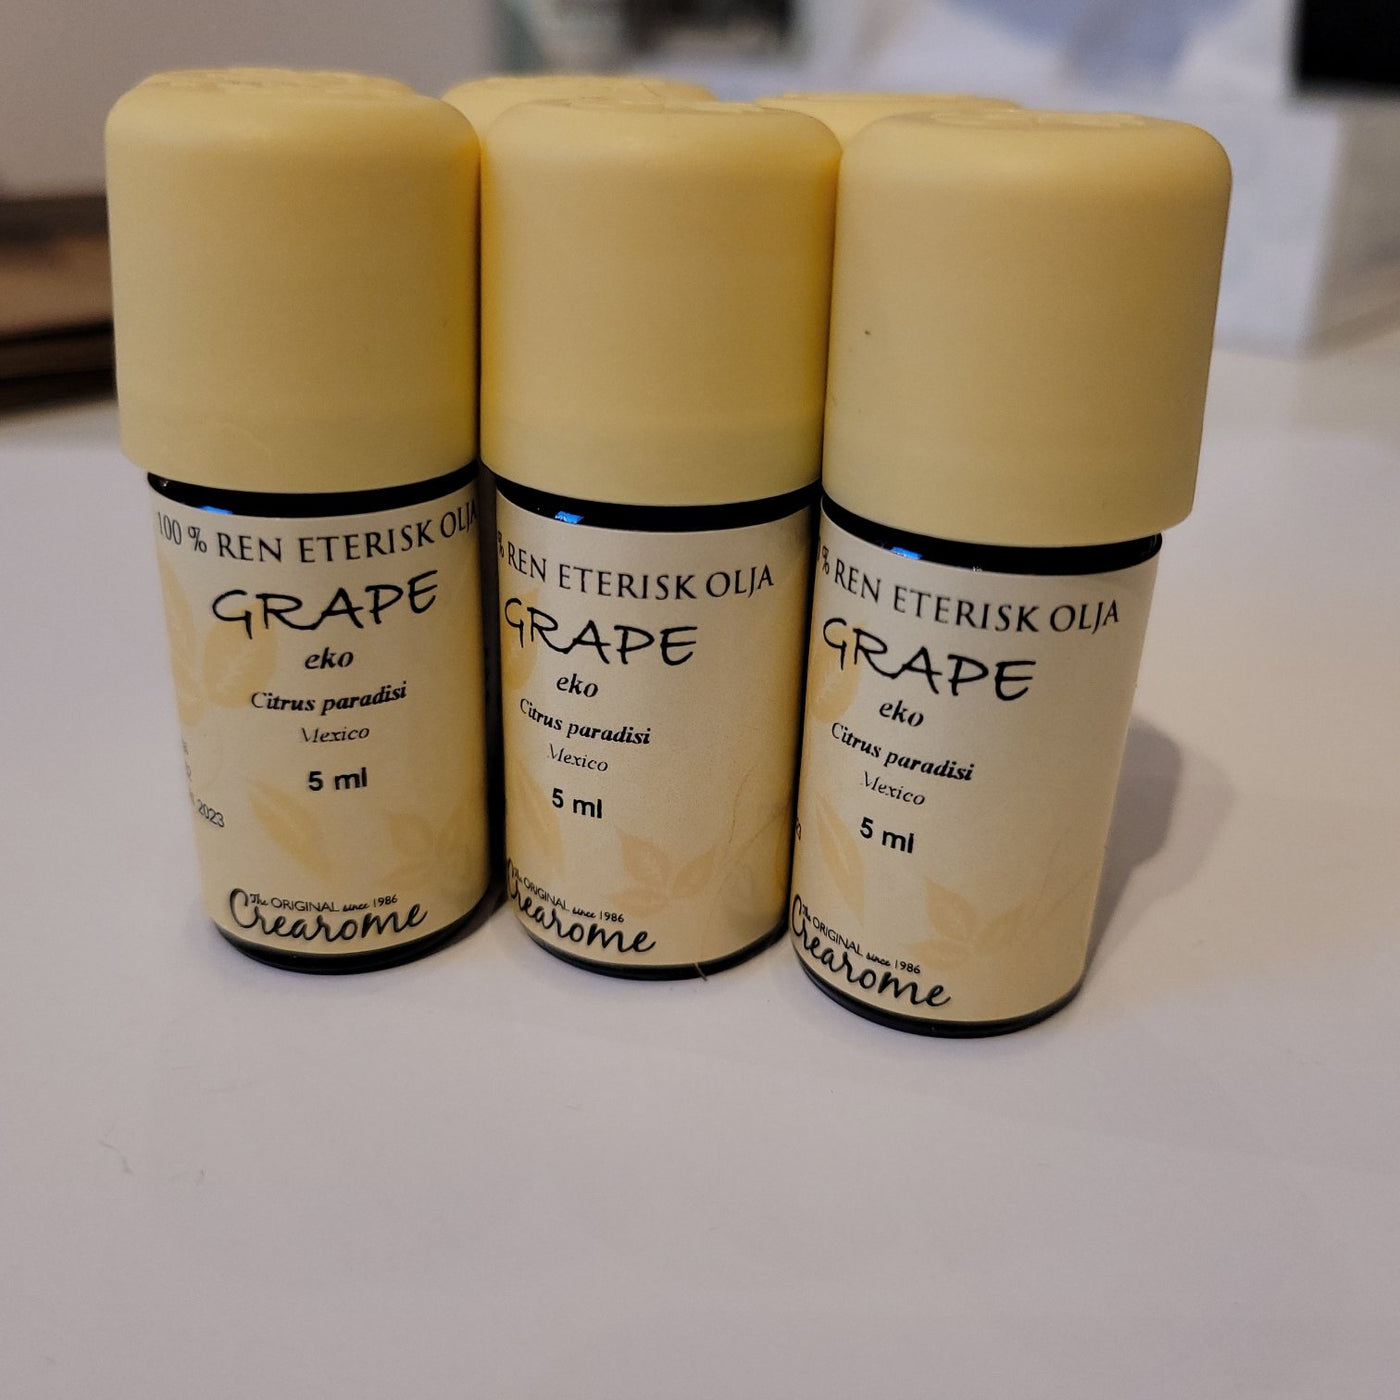 100 % REN ETERISK OLJA
GRAPE
eko
Citrus paradisi
Mexico
5 ml
2023
The ORIGINAL since 1986
Crearome
% REN ETERISK OLJA
GRAPE
eko
Citrus paradisi
Mexico
5 ml
The ORIGINAL since 1986
Crearome
% REN ETERISK OLJA
GRAPE
eko
Citrus paradisi
Mexico
5 ml
The ORIGINAL since 1986
Crearome